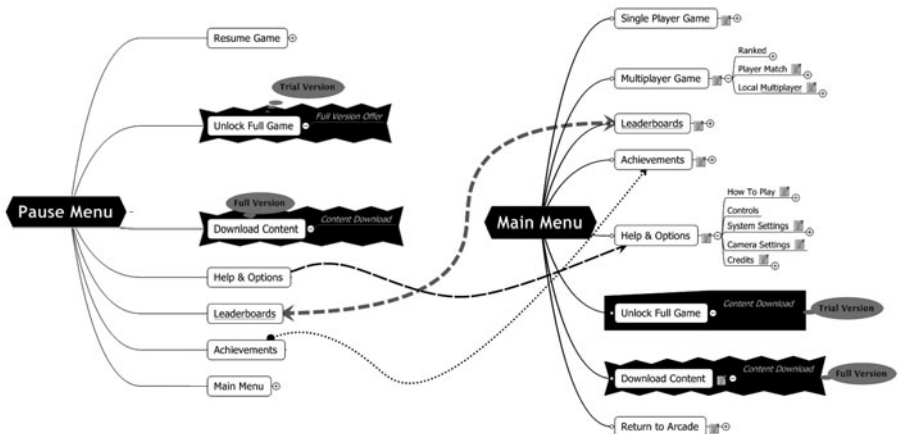 Pause Menu
Resume Game
Trial Version
Unlock Full Game
Full Version Offer
Full Version
Download Content
Content Download
Help & Options
Leaderboards
Achievements
Main Menu
Main Menu
Single Player Game
Multiplayer Game
Ranked
Player Match
Local Multiplayer
Leaderboards
Achievements
Help & Options
How To Play
Controls
System Settings
Camera Settings
Credits
Unlock Full Game
Content Download
Trial Version
Download Content
Content Download
Full Version
Return to Arcade